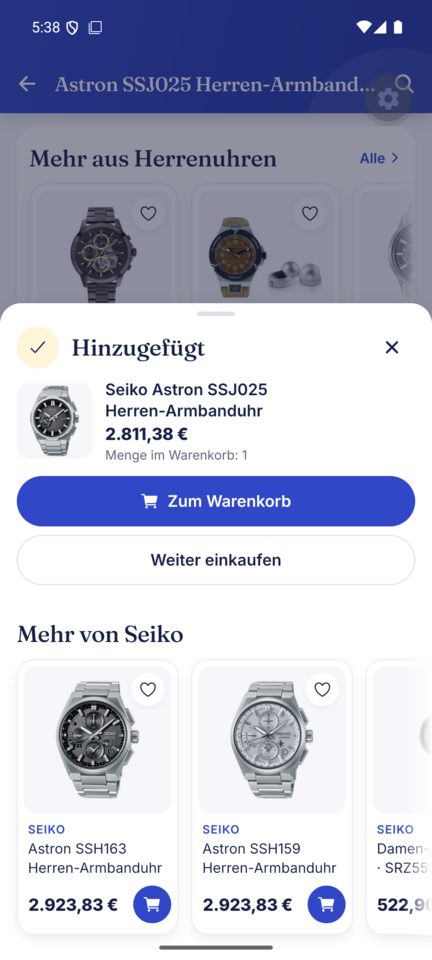 5:38
Astron SSJ025 Herren-Armband...
Mehr aus Herrenuhren
Alle
Hinzugefügt
Seiko Astron SSJ025
Herren-Armbanduhr
2.811,38 €
Menge im Warenkorb: 1
Zum Warenkorb
Weiter einkaufen
Mehr von Seiko
SEIKO
Astron SSH163
Herren-Armbanduhr
2.923,83 €
SEIKO
Astron SSH159
Herren-Armbanduhr
2.923,83 €
SEIKO
Damen-
· SRZ55
522,9